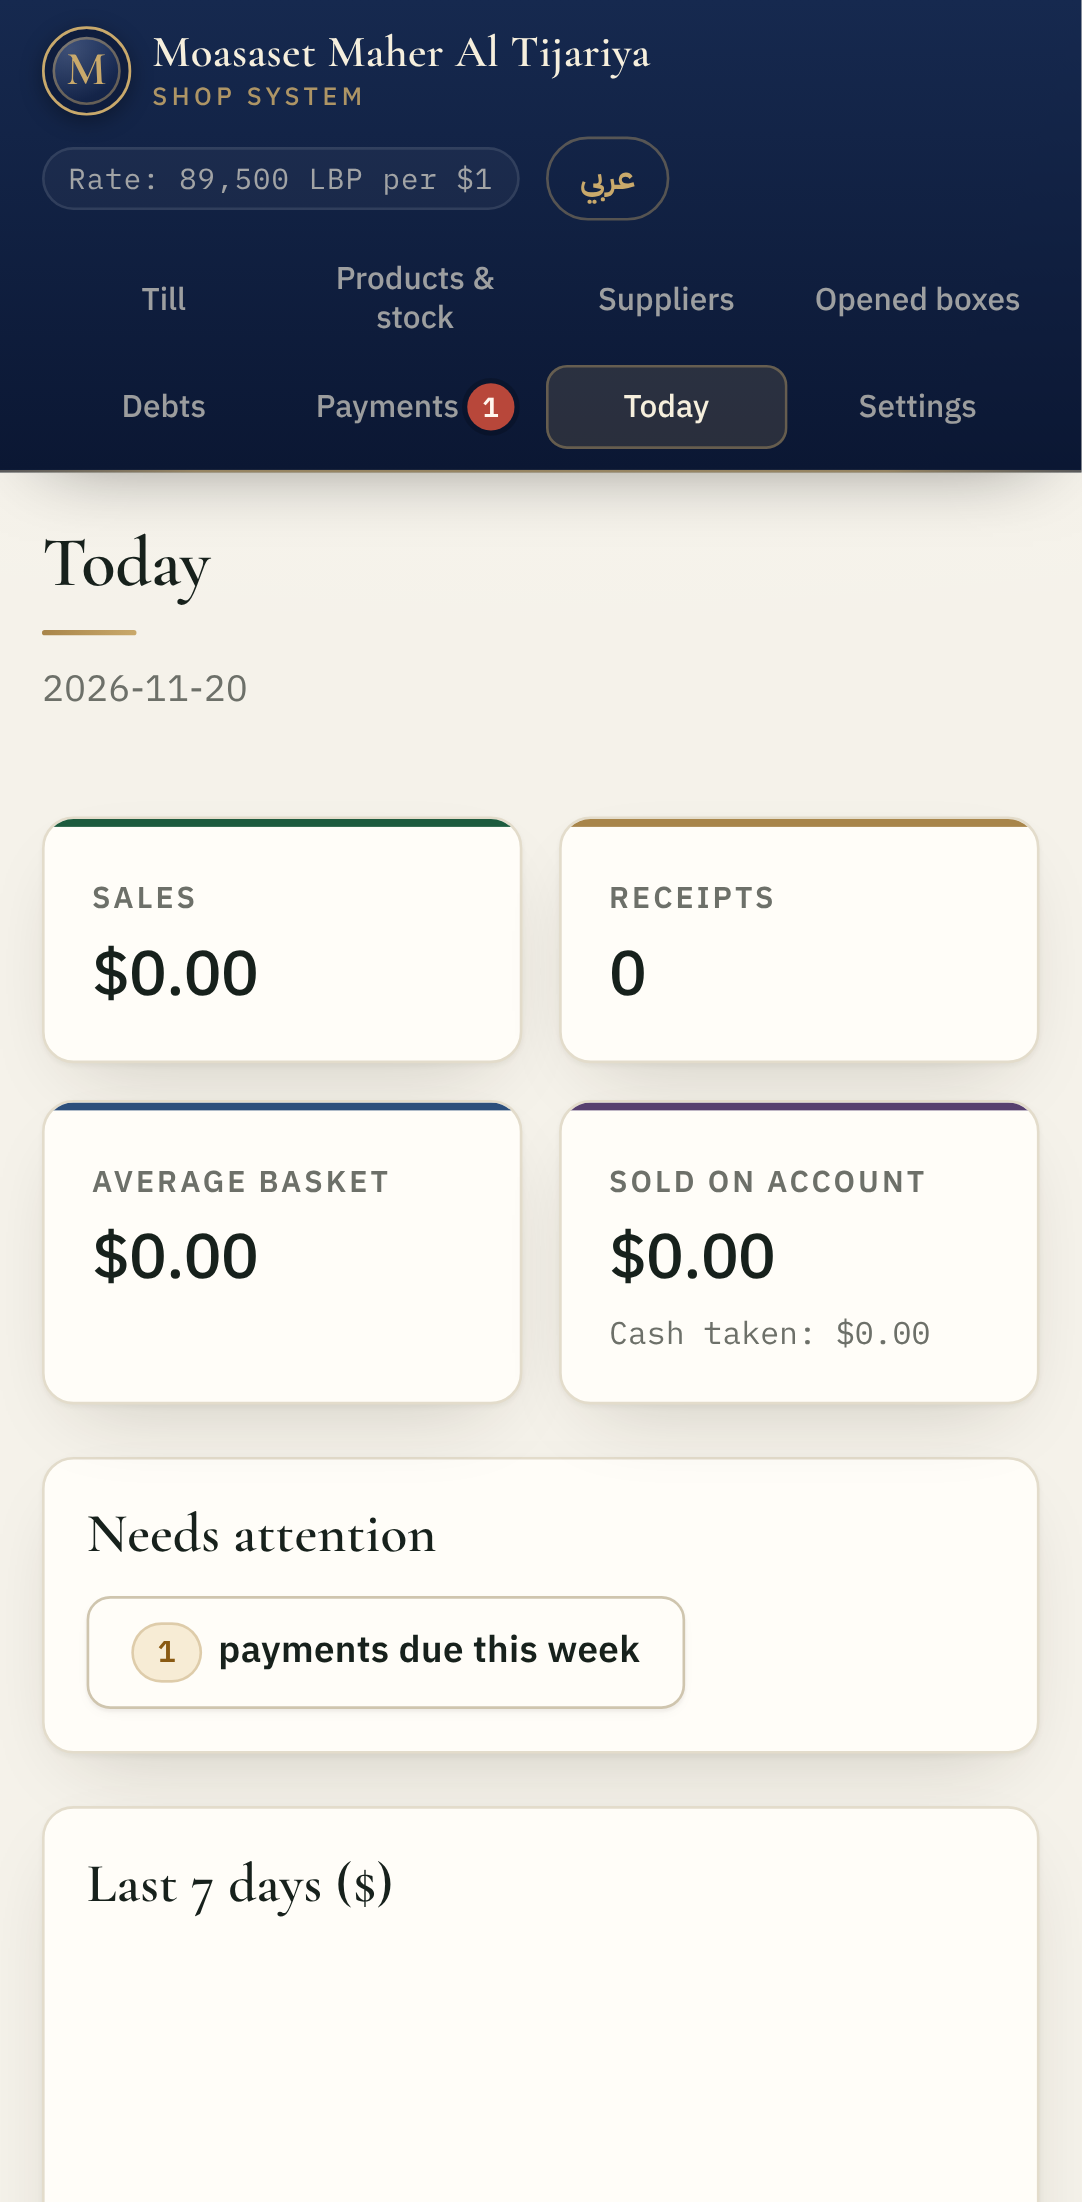 M
Moasaset Maher Al Tijariya
SHOP SYSTEM
Rate: 89,500 LBP per $1
عربي
Till
Products &
stock
Suppliers
Opened boxes
Debts
Payments 1
Today
Settings
Today
2026-11-20
SALES
$0.00
RECEIPTS
0
AVERAGE BASKET
$0.00
SOLD ON ACCOUNT
$0.00
Cash taken: $0.00
Needs attention
1 payments due this week
Last 7 days ($)